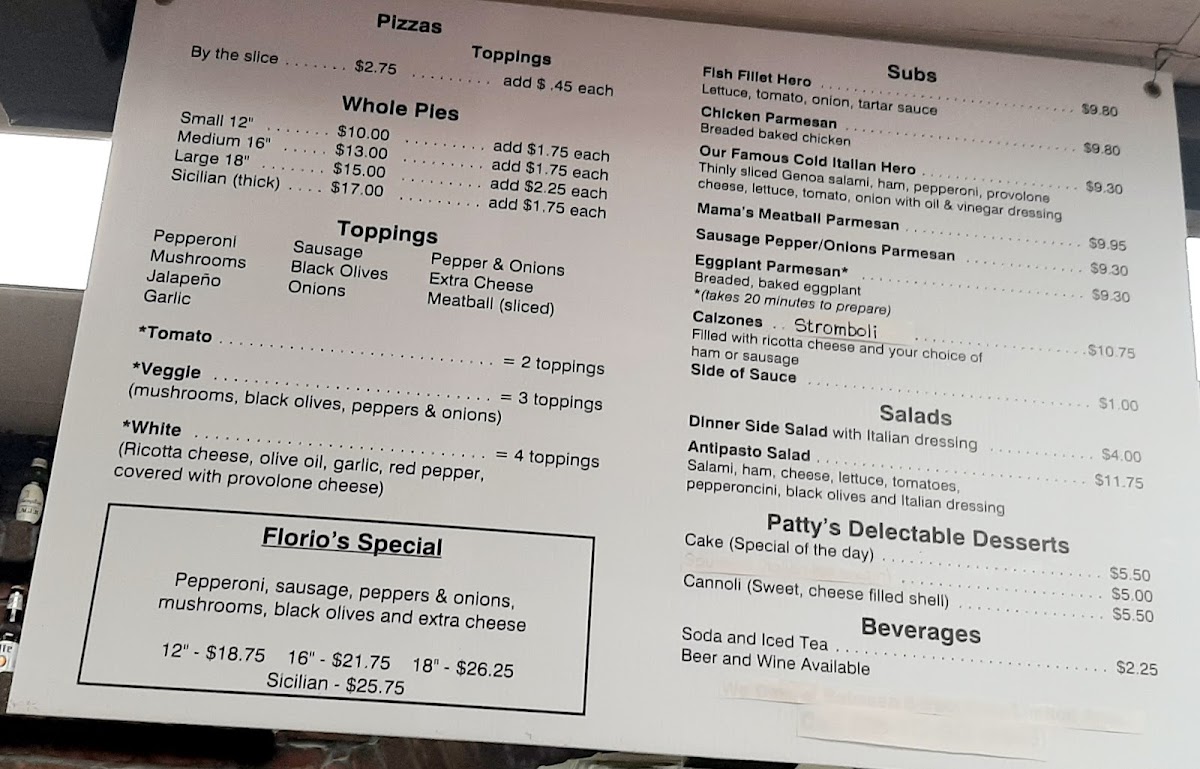 Pizzas
Toppings
By the slice ....... $2.75 .......... add $ .45 each
Whole Pies
Small 12" ........ $10.00 ......... add $1.75 each
Medium 16" ..... $13.00 ......... add $1.75 each
Large 18" ........ $15.00 ......... add $2.25 each
Sicilian (thick) .... $17.00 ......... add $1.75 each
Toppings
Pepperoni Sausage Pepper & Onions
Mushrooms Black Olives Extra Cheese
Jalapeño Onions Meatball (sliced)
Garlic
*Tomato ............................ = 2 toppings
*Veggie ............................ = 3 toppings
(mushrooms, black olives, peppers & onions)
*White ............................. = 4 toppings
(Ricotta cheese, olive oil, garlic, red pepper,
covered with provolone cheese)
Florio's Special
Pepperoni, sausage, peppers & onions,
mushrooms, black olives and extra cheese
12" - $18.75 16" - $21.75 18" - $26.25
Sicilian - $25.75
Subs
Fish Fillet Hero ............................ $9.80
Lettuce, tomato, onion, tartar sauce
Chicken Parmesan ........................ $9.80
Breaded baked chicken
Our Famous Cold Italian Hero ................ $9.30
Thinly sliced Genoa salami, ham, pepperoni, provolone
cheese, lettuce, tomato, onion with oil & vinegar dressing
Mama's Meatball Parmesan .................. $9.95
Sausage Pepper/Onions Parmesan ............ $9.30
Eggplant Parmesan* ....................... $9.30
Breaded, baked eggplant
*(takes 20 minutes to prepare)
Calzones .. Stromboli .................. $10.75
Filled with ricotta cheese and your choice of
ham or sausage
Side of Sauce ............................ $1.00
Salads
Dinner Side Salad with Italian dressing ............ $4.00
Antipasto Salad ............................ $11.75
Salami, ham, cheese, lettuce, tomatoes,
pepperoncini, black olives and Italian dressing
Patty's Delectable Desserts
Cake (Special of the day) ..................... $5.50
.................... $5.00
Cannoli (Sweet, cheese filled shell) .............. $5.50
Beverages
Soda and Iced Tea .......................... $2.25
Beer and Wine Available